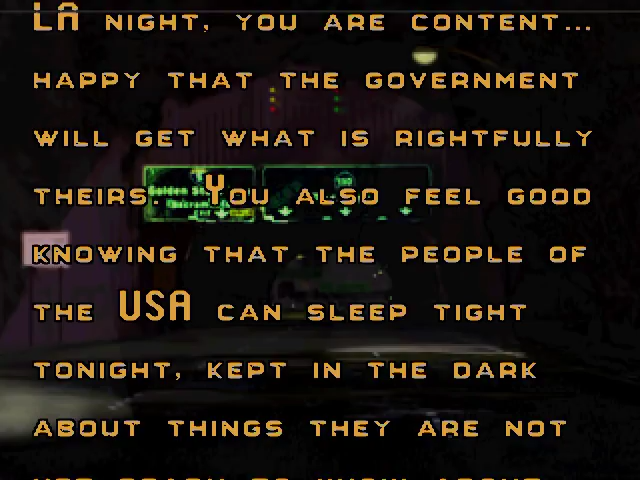 LA NIGHT, YOU ARE CONTENT...
HAPPY THAT THE GOVERNMENT
WILL GET WHAT IS RIGHTFULLY
THEIRS. YOU ALSO FEEL GOOD
KNOWING THAT THE PEOPLE OF
THE USA CAN SLEEP TIGHT
TONIGHT, KEPT IN THE DARK
ABOUT THINGS THEY ARE NOT